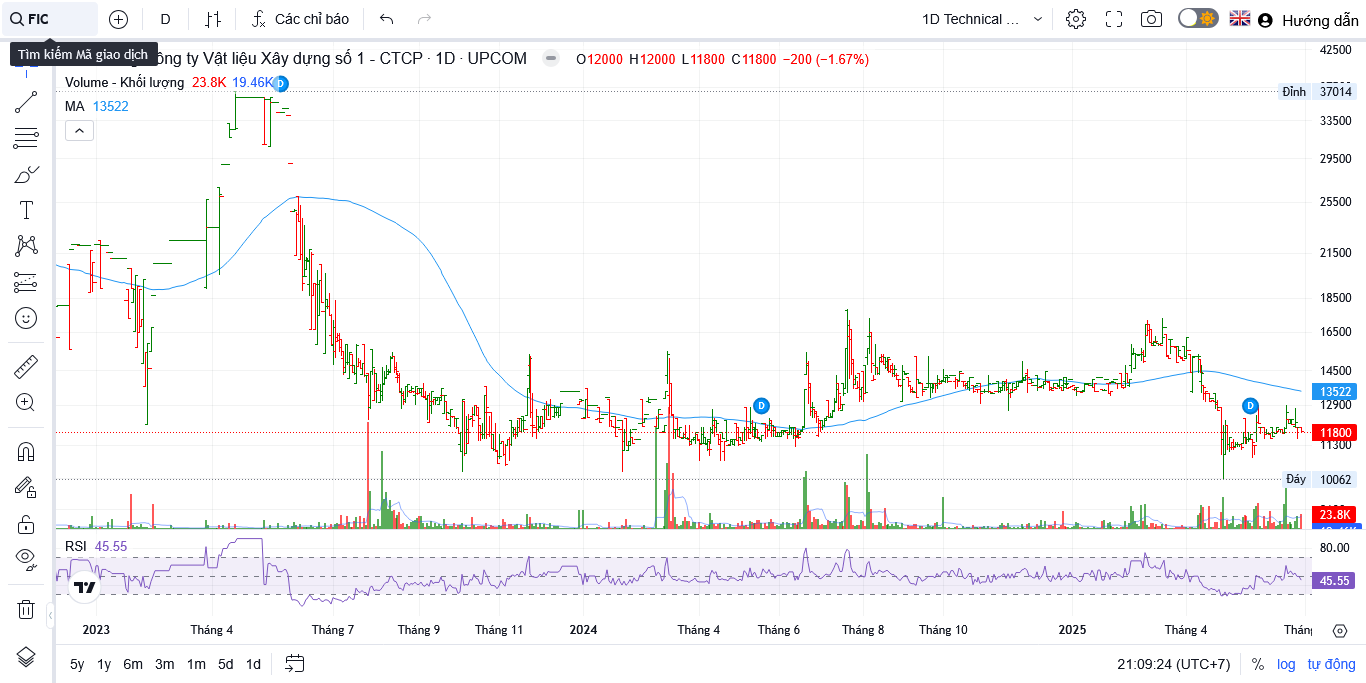 FIC
D
Các chỉ báo
1D Technical ...
Hướng dẫn
Tìm kiếm Mã giao dịch
ông ty Vật liệu Xây dựng số 1 - CTCP · 1D · UPCOM
O12000 H12000 L11800 C11800 −200 (−1.67%)
Volume - Khối lượng 23.8K 19.46K
D
MA 13522
42500
Đỉnh 37014
33500
29500
25500
21500
18500
16500
14500
13522
12900
D
D
11800
11300
Đáy 10062
23.8K
RSI 45.55
80.00
45.55
2023
Tháng 4
Tháng 7
Tháng 9
Tháng 11
2024
Tháng 4
Tháng 6
Tháng 8
Tháng 10
2025
Tháng 4
5y 1y 6m 3m 1m 5d 1d
21:09:24 (UTC+7)
% log tự động